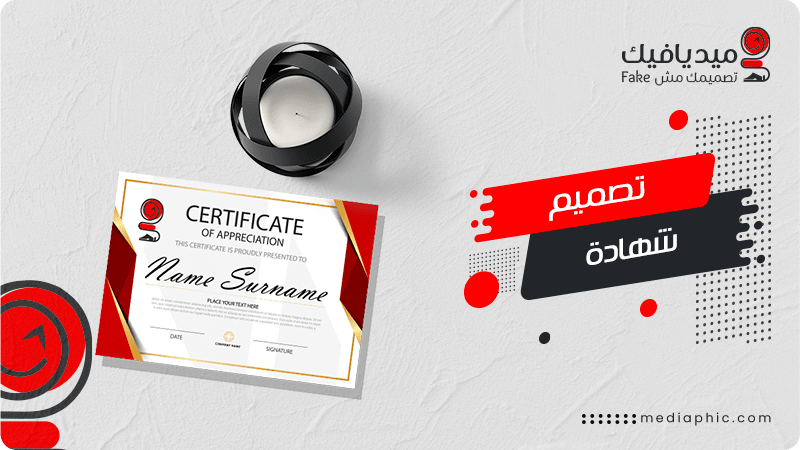 ميديافيك
تصميمك مش Fake
تصميم
شهادة
CERTIFICATE
OF APPRECIATION
THIS CERTIFICATE IS PROUDLY PRESENTED TO
Name Surname
PLACE YOUR TEXT HERE
DATE
COMPANY NAME
SIGNATURE
mediaphic.com